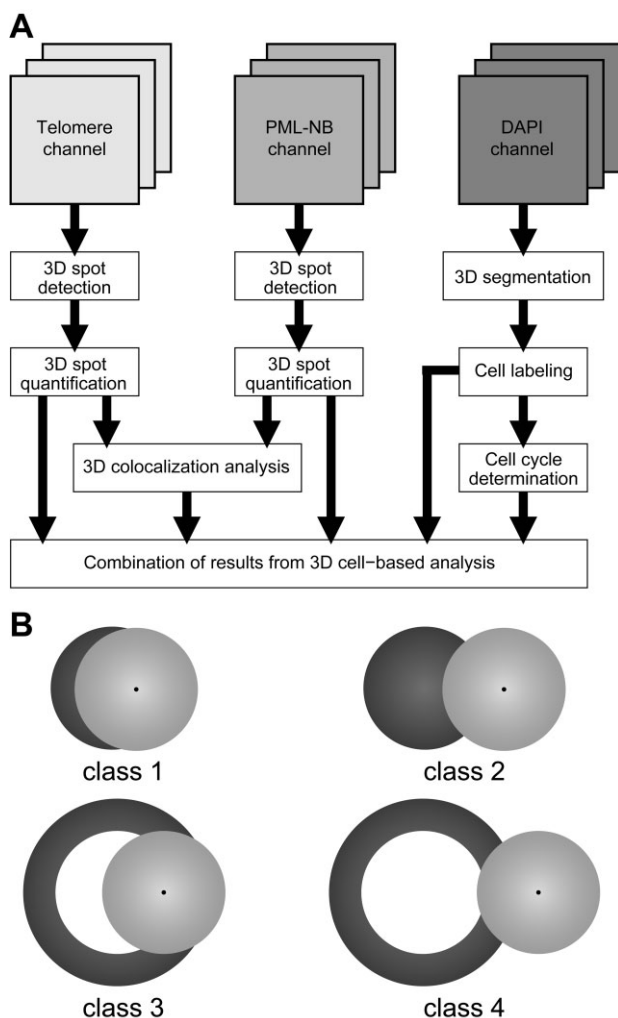 A
Telomere
channel
PML-NB
channel
DAPI
channel
3D spot
detection
3D spot
detection
3D segmentation
3D spot
quantification
3D spot
quantification
Cell labeling
3D colocalization analysis
Cell cycle
determination
Combination of results from 3D cell−based analysis
B
class 1
class 2
class 3
class 4